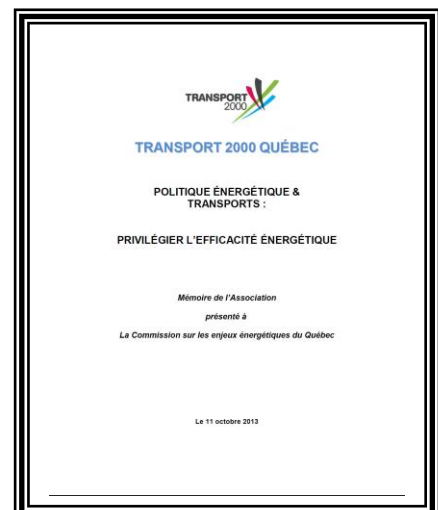 TRANSPORT
2000
TRANSPORT 2000 QUÉBEC
POLITIQUE ÉNERGÉTIQUE &
TRANSPORTS :
PRIVILÉGIER L'EFFICACITÉ ÉNERGÉTIQUE
Mémoire de l'Association
présenté à
La Commission sur les enjeux énergétiques du Québec
Le 11 octobre 2013